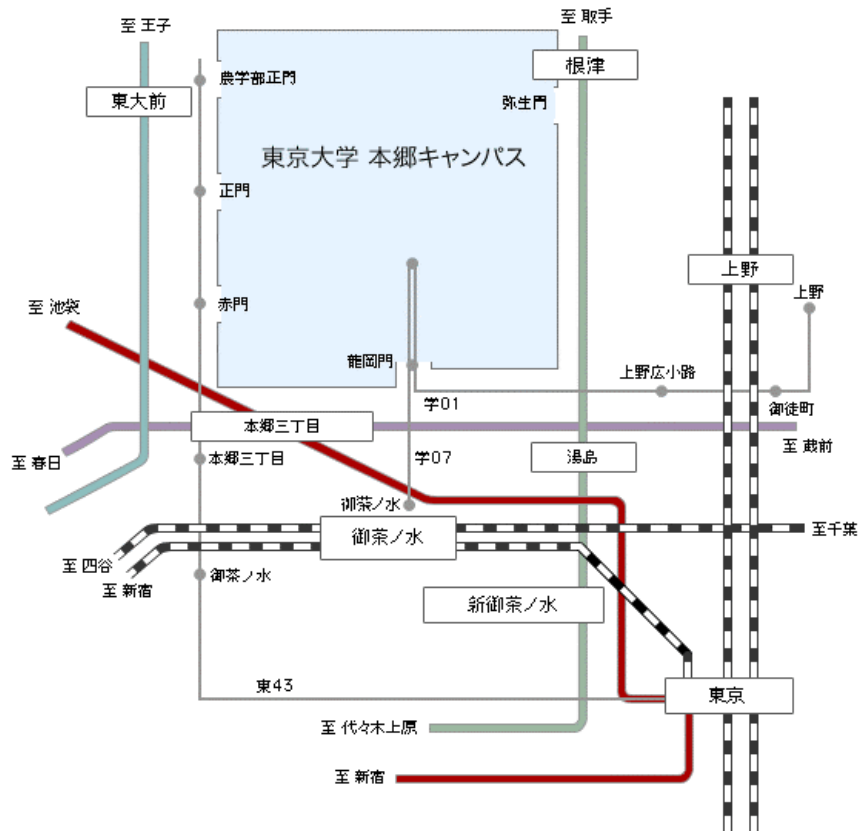 至 王子
至 取手
農学部正門
根津
東大前
弥生門
東京大学 本郷キャンパス
正門
上野
上野
至 池袋
赤門
龍岡門
上野広小路
学01
御徒町
本郷三丁目
至 蔵前
至 春日
本郷三丁目
学07
湯島
御茶ノ水
御茶ノ水
至千葉
至 四谷
至 新宿
御茶ノ水
新御茶ノ水
東43
東京
至 代々木上原
至 新宿